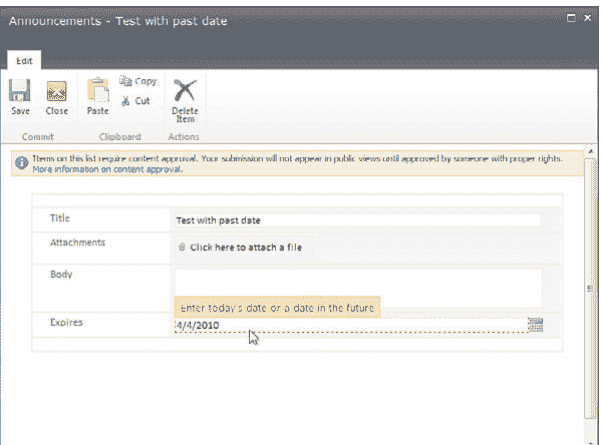 Announcements - Test with past date
Edit
Save
Close
Paste
Copy
Cut
Delete
Item
Commit
Clipboard
Actions
Items on this list require content approval. Your submission will not appear in public views until approved by someone with proper rights.
More information on content approval.
Title
Test with past date
Attachments
Click here to attach a file
Body
Enter today's date or a date in the future
Expires
4/4/2010